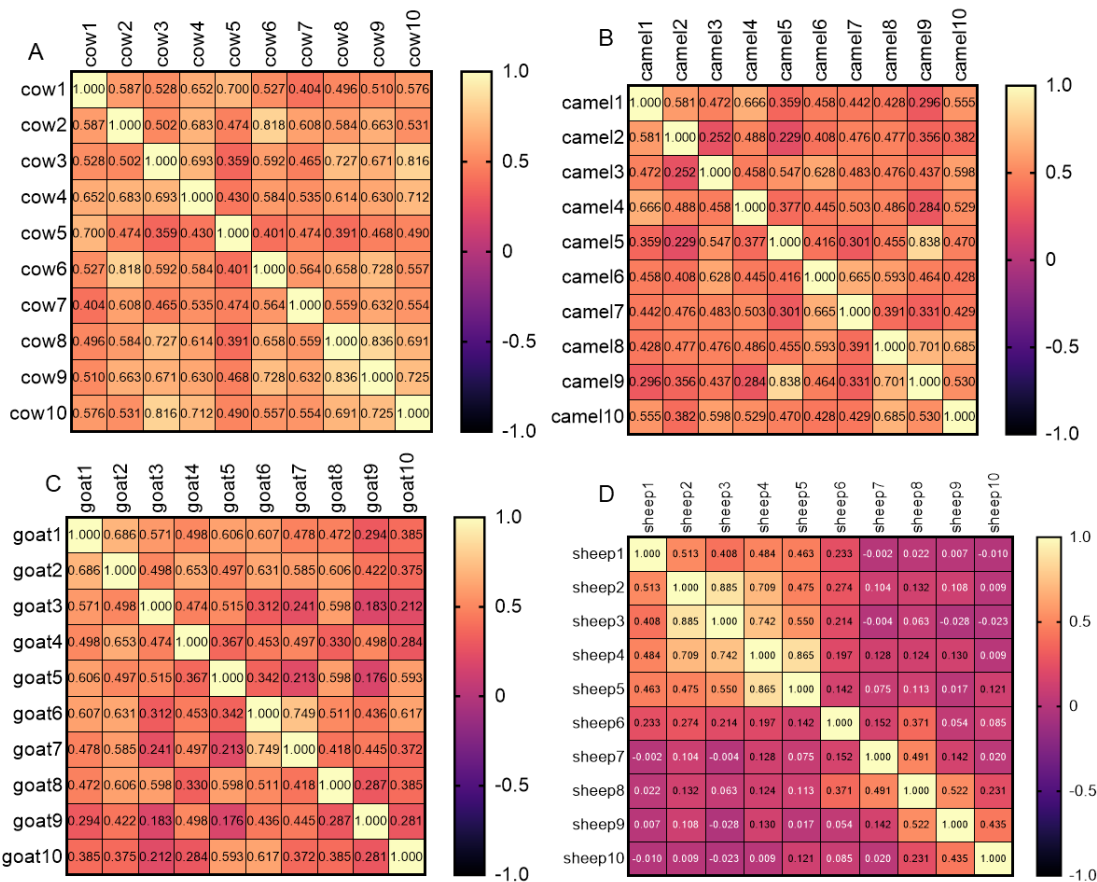 A
cow1 cow2 cow3 cow4 cow5 cow6 cow7 cow8 cow9 cow10
cow1 1.000 0.587 0.528 0.652 0.700 0.527 0.404 0.496 0.510 0.576
cow2 0.587 1.000 0.502 0.683 0.474 0.818 0.608 0.584 0.663 0.531
cow3 0.528 0.502 1.000 0.693 0.359 0.592 0.465 0.727 0.671 0.816
cow4 0.652 0.683 0.693 1.000 0.430 0.584 0.535 0.614 0.630 0.712
cow5 0.700 0.474 0.359 0.430 1.000 0.401 0.474 0.391 0.468 0.490
cow6 0.527 0.818 0.592 0.584 0.401 1.000 0.564 0.658 0.728 0.557
cow7 0.404 0.608 0.465 0.535 0.474 0.564 1.000 0.559 0.632 0.554
cow8 0.496 0.584 0.727 0.614 0.391 0.658 0.559 1.000 0.836 0.691
cow9 0.510 0.663 0.671 0.630 0.468 0.728 0.632 0.836 1.000 0.725
cow10 0.576 0.531 0.816 0.712 0.490 0.557 0.554 0.691 0.725 1.000
1.0
0.5
0
-0.5
-1.0
B
camel1 camel2 camel3 camel4 camel5 camel6 camel7 camel8 camel9 camel10
camel1 1.000 0.581 0.472 0.666 0.359 0.458 0.442 0.428 0.296 0.555
camel2 0.581 1.000 0.252 0.488 0.229 0.408 0.476 0.477 0.356 0.382
camel3 0.472 0.252 1.000 0.458 0.547 0.628 0.483 0.476 0.437 0.598
camel4 0.666 0.488 0.458 1.000 0.377 0.445 0.503 0.486 0.284 0.529
camel5 0.359 0.229 0.547 0.377 1.000 0.416 0.301 0.455 0.838 0.470
camel6 0.458 0.408 0.628 0.445 0.416 1.000 0.665 0.593 0.464 0.428
camel7 0.442 0.476 0.483 0.503 0.301 0.665 1.000 0.391 0.331 0.429
camel8 0.428 0.477 0.476 0.486 0.455 0.593 0.391 1.000 0.701 0.685
camel9 0.296 0.356 0.437 0.284 0.838 0.464 0.331 0.701 1.000 0.530
camel10 0.555 0.382 0.598 0.529 0.470 0.428 0.429 0.685 0.530 1.000
1.0
0.5
0
-0.5
-1.0
C
goat1 goat2 goat3 goat4 goat5 goat6 goat7 goat8 goat9 goat10
goat1 1.000 0.686 0.571 0.498 0.606 0.607 0.478 0.472 0.294 0.385
goat2 0.686 1.000 0.498 0.653 0.497 0.631 0.585 0.606 0.422 0.375
goat3 0.571 0.498 1.000 0.474 0.515 0.312 0.241 0.598 0.183 0.212
goat4 0.498 0.653 0.474 1.000 0.367 0.453 0.497 0.330 0.498 0.284
goat5 0.606 0.497 0.515 0.367 1.000 0.342 0.213 0.598 0.176 0.593
goat6 0.607 0.631 0.312 0.453 0.342 1.000 0.749 0.511 0.436 0.617
goat7 0.478 0.585 0.241 0.497 0.213 0.749 1.000 0.418 0.445 0.372
goat8 0.472 0.606 0.598 0.330 0.598 0.511 0.418 1.000 0.287 0.385
goat9 0.294 0.422 0.183 0.498 0.176 0.436 0.445 0.287 1.000 0.281
goat10 0.385 0.375 0.212 0.284 0.593 0.617 0.372 0.385 0.281 1.000
1.0
0.5
0
-0.5
-1.0
D
sheep1 sheep2 sheep3 sheep4 sheep5 sheep6 sheep7 sheep8 sheep9 sheep10
sheep1 1.000 0.513 0.408 0.484 0.463 0.233 -0.002 0.022 0.007 -0.010
sheep2 0.513 1.000 0.885 0.709 0.475 0.274 0.104 0.132 0.108 0.009
sheep3 0.408 0.885 1.000 0.742 0.550 0.214 -0.004 0.063 -0.028 -0.023
sheep4 0.484 0.709 0.742 1.000 0.865 0.197 0.128 0.124 0.130 0.009
sheep5 0.463 0.475 0.550 0.865 1.000 0.142 0.075 0.113 0.017 0.121
sheep6 0.233 0.274 0.214 0.197 0.142 1.000 0.152 0.371 0.054 0.085
sheep7 -0.002 0.104 -0.004 0.128 0.075 0.152 1.000 0.491 0.142 0.020
sheep8 0.022 0.132 0.063 0.124 0.113 0.371 0.491 1.000 0.522 0.231
sheep9 0.007 0.108 -0.028 0.130 0.017 0.054 0.142 0.522 1.000 0.435
sheep10 -0.010 0.009 -0.023 0.009 0.121 0.085 0.020 0.231 0.435 1.000
1.0
0.5
0
-0.5
-1.0